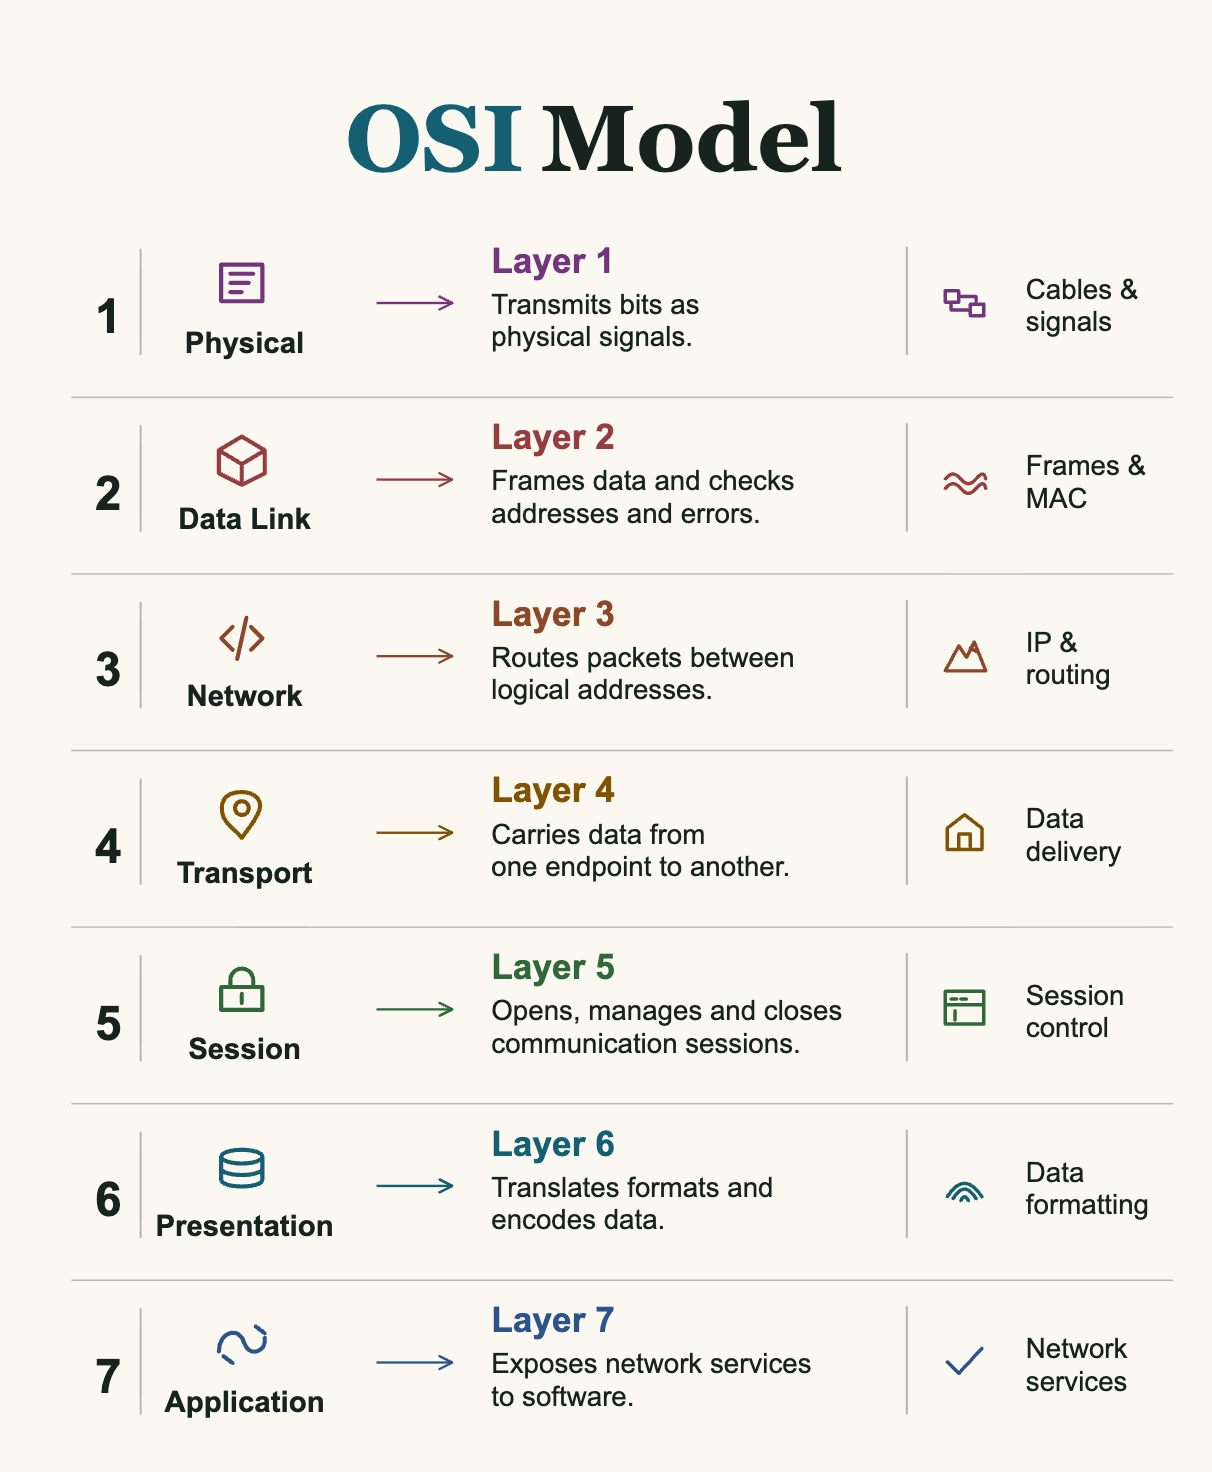 OSI Model
1
Physical
Layer 1
Transmits bits as
physical signals.
Cables &
signals
2
Data Link
Layer 2
Frames data and checks
addresses and errors.
Frames &
MAC
3
Network
Layer 3
Routes packets between
logical addresses.
IP &
routing
4
Transport
Layer 4
Carries data from
one endpoint to another.
Data
delivery
5
Session
Layer 5
Opens, manages and closes
communication sessions.
Session
control
6
Presentation
Layer 6
Translates formats and
encodes data.
Data
formatting
7
Application
Layer 7
Exposes network services
to software.
Network
services